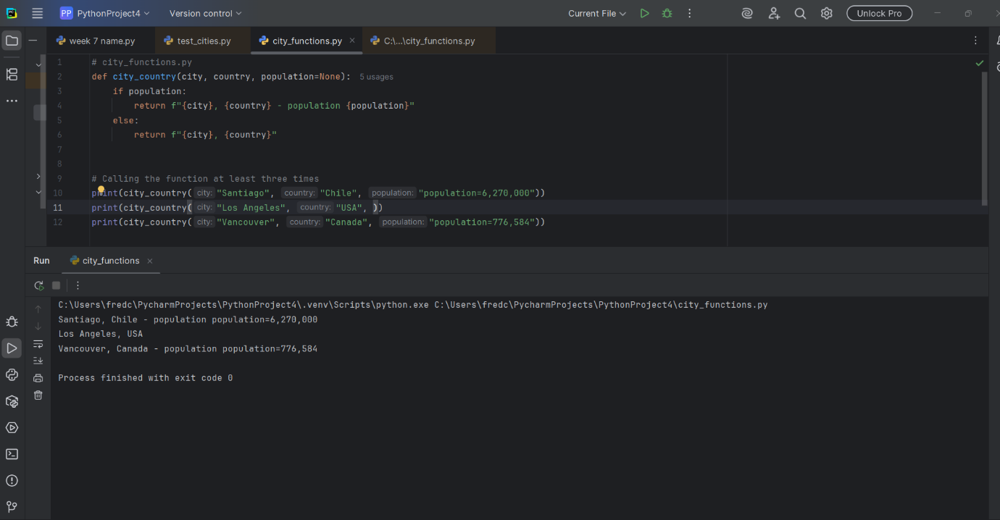 PP PythonProject4 Version control Current File Unlock Pro
week 7 name.py test_cities.py city_functions.py C:\...\city_functions.py
1 # city_functions.py
2 def city_country(city, country, population=None): 5 usages
3 if population:
4 return f"{city}, {country} - population {population}"
5 else:
6 return f"{city}, {country}"
7
8
9 # Calling the function at least three times
10 print(city_country( city: "Santiago", country: "Chile", population: "population=6,270,000"))
11 print(city_country( city: "Los Angeles", country: "USA", ))
12 print(city_country( city: "Vancouver", country: "Canada", population: "population=776,584"))
Run city_functions
C:\Users\fredc\PycharmProjects\PythonProject4\.venv\Scripts\python.exe C:\Users\fredc\PycharmProjects\PythonProject4\city_functions.py
Santiago, Chile - population population=6,270,000
Los Angeles, USA
Vancouver, Canada - population population=776,584
Process finished with exit code 0